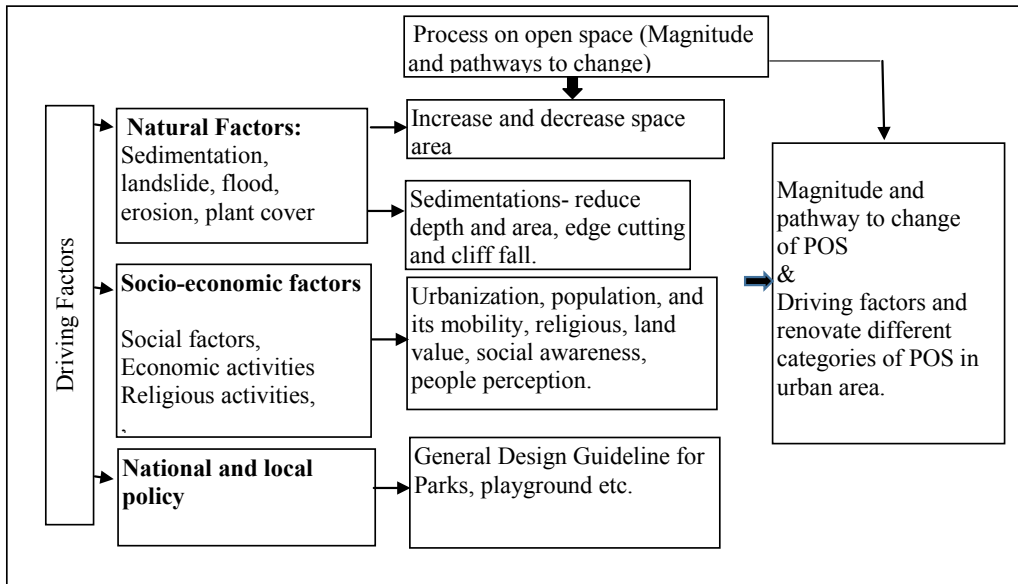 Process on open space (Magnitude
and pathways to change)
Driving Factors
Natural Factors:
Sedimentation,
landslide, flood,
erosion, plant cover
Increase and decrease space
area
Sedimentations- reduce
depth and area, edge cutting
and cliff fall.
Socio-economic factors
Social factors,
Economic activities
Religious activities,
,
Urbanization, population, and
its mobility, religious, land
value, social awareness,
people perception.
National and local
policy
General Design Guideline for
Parks, playground etc.
Magnitude and
pathway to change
of POS
&
Driving factors and
renovate different
categories of POS in
urban area.